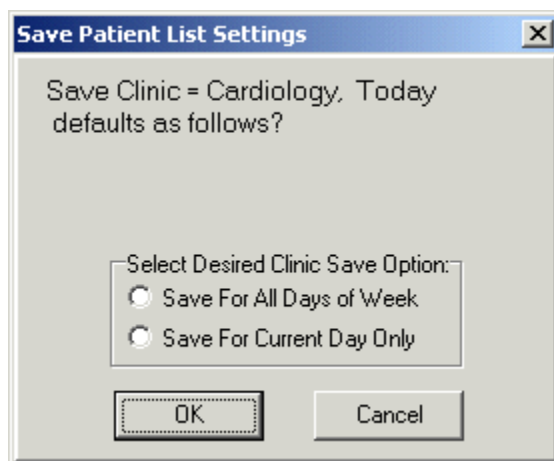 Save Patient List Settings
Save Clinic = Cardiology,  Today
defaults as follows?
Select Desired Clinic Save Option:
Save For All Days of Week
Save For Current Day Only
OK
Cancel